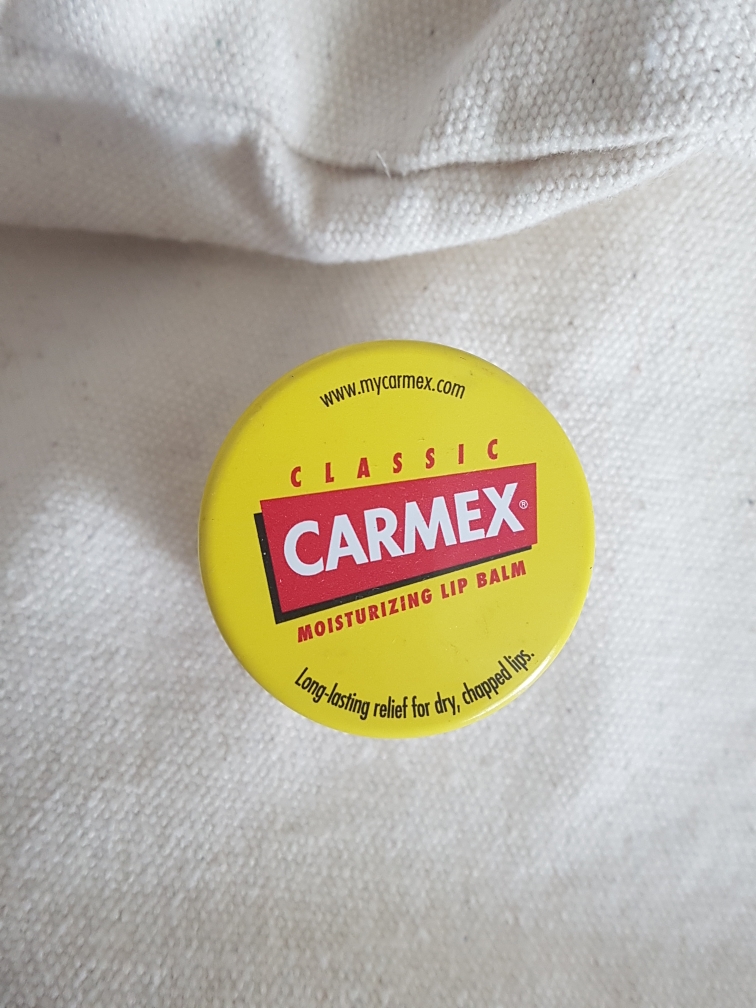 www.mycarmex.com
CLASSIC
CARMEX®
MOISTURIZING LIP BALM
Long-lasting relief for dry, chapped lips.